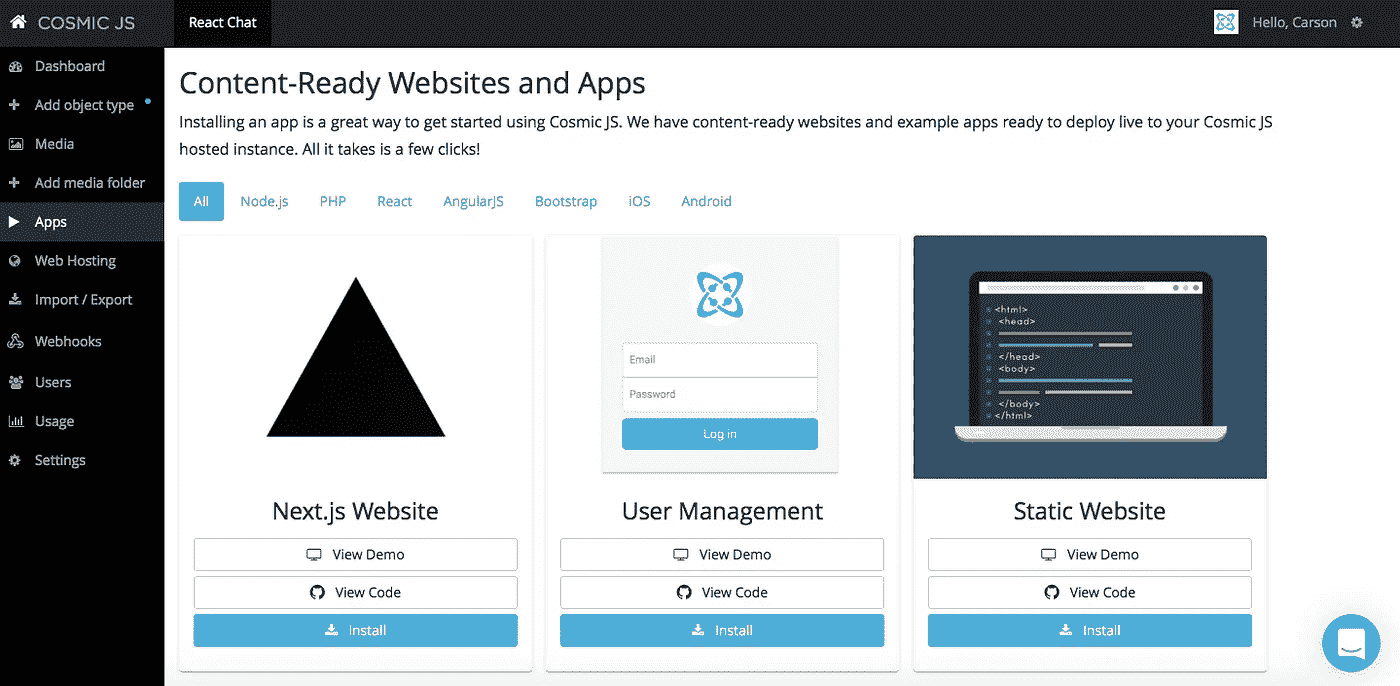 COSMIC JS
React Chat
Hello, Carson
Dashboard
Add object type
Media
Add media folder
Apps
Web Hosting
Import / Export
Webhooks
Users
Usage
Settings
Content-Ready Websites and Apps
Installing an app is a great way to get started using Cosmic JS. We have content-ready websites and example apps ready to deploy live to your Cosmic JS
hosted instance. All it takes is a few clicks!
All
Node.js
PHP
React
AngularJS
Bootstrap
iOS
Android
Next.js Website
View Demo
View Code
Install
Email
Password
Log in
User Management
View Demo
View Code
Install
<html>
<head>
</head>
<body>
</body>
</html>
Static Website
View Demo
View Code
Install